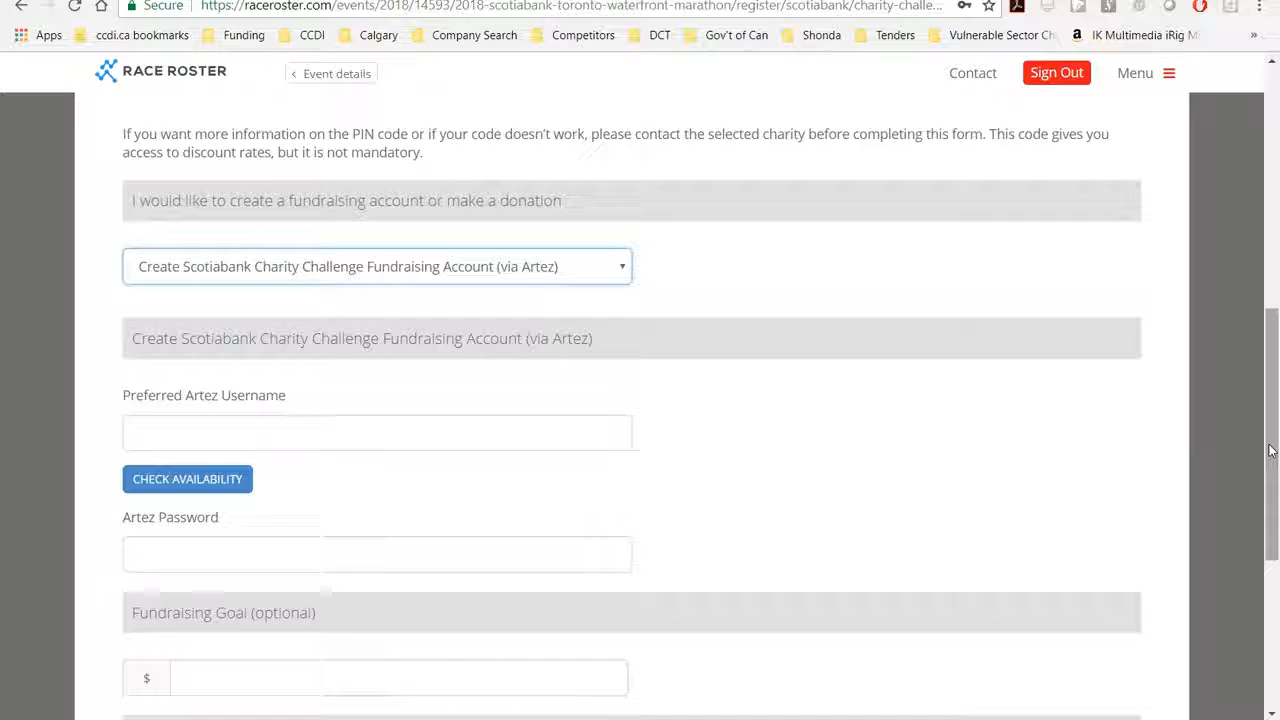 Secure https://raceroster.com/events/2018/14593/2018-scotiabank-toronto-waterfront-marathon/register/scotiabank/charity-challe...
Apps ccdi.ca bookmarks Funding CCDI Calgary Company Search Competitors DCT Gov't of Can Shonda Tenders Vulnerable Sector Ch IK Multimedia iRig M »
RACE ROSTER ‹ Event details Contact Sign Out Menu
If you want more information on the PIN code or if your code doesn't work, please contact the selected charity before completing this form. This code gives you
access to discount rates, but it is not mandatory.
I would like to create a fundraising account or make a donation
Create Scotiabank Charity Challenge Fundraising Account (via Artez)
Create Scotiabank Charity Challenge Fundraising Account (via Artez)
Preferred Artez Username
CHECK AVAILABILITY
Artez Password
Fundraising Goal (optional)
$